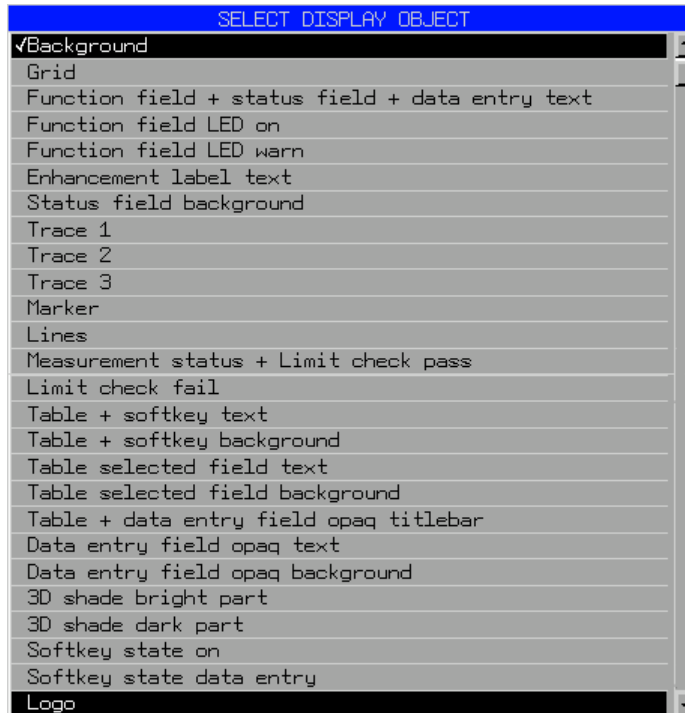 SELECT DISPLAY OBJECT
√Background
Grid
Function field + status field + data entry text
Function field LED on
Function field LED warn
Enhancement label text
Status field background
Trace 1
Trace 2
Trace 3
Marker
Lines
Measurement status + Limit check pass
Limit check fail
Table + softkey text
Table + softkey background
Table selected field text
Table selected field background
Table + data entry field opaq titlebar
Data entry field opaq text
Data entry field opaq background
3D shade bright part
3D shade dark part
Softkey state on
Softkey state data entry
Logo